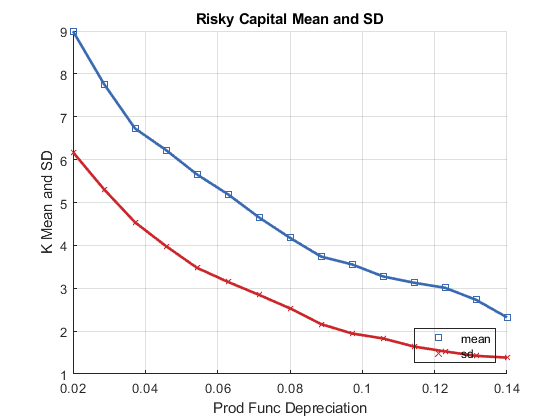 Risky Capital Mean and SD
K Mean and SD
9
8
7
6
5
4
3
2
1
mean
sd
0.02 0.04 0.06 0.08 0.1 0.12 0.14
Prod Func Depreciation